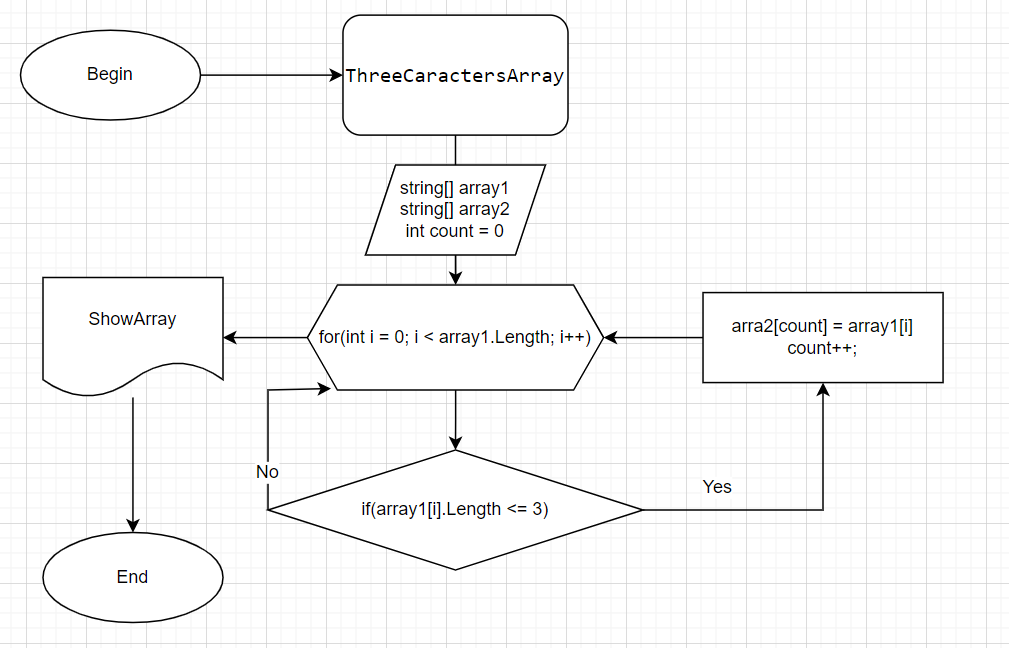 Begin
ThreeCaractersArray
string[] array1
string[] array2
int count = 0
for(int i = 0; i < array1.Length; i++)
ShowArray
arra2[count] = array1[i]
count++;
No
Yes
if(array1[i].Length <= 3)
End